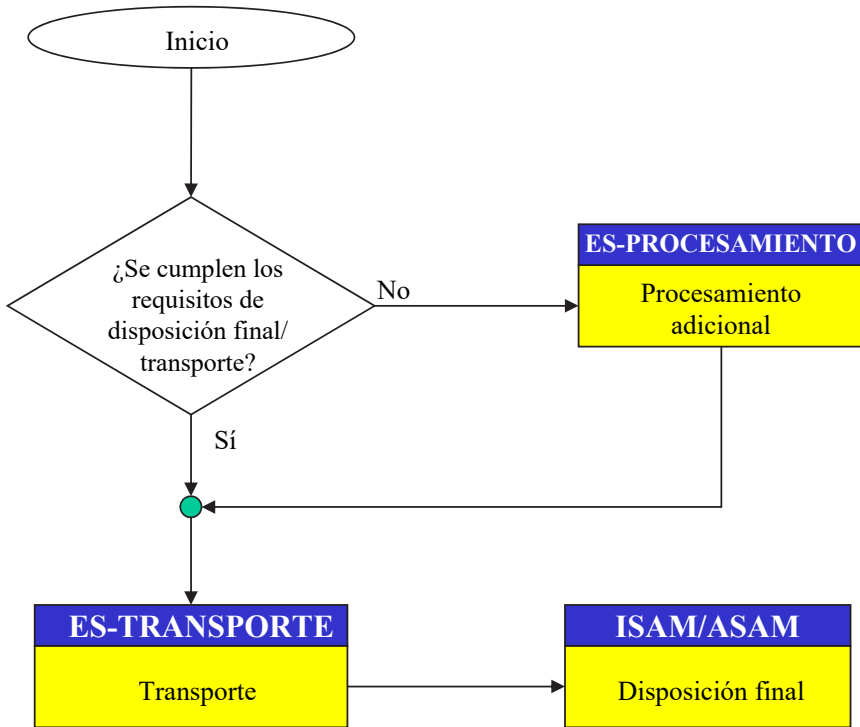 Inicio
¿Se cumplen los
requisitos de
disposición final/
transporte?
No
ES-PROCESAMIENTO
Procesamiento
adicional
Sí
ES-TRANSPORTE
Transporte
ISAM/ASAM
Disposición final